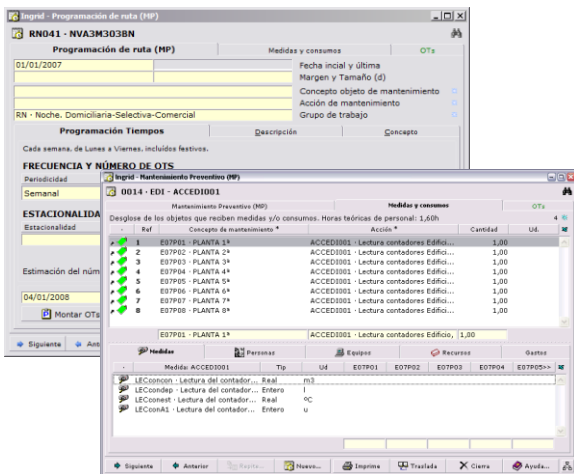 Ingrid - Programación de ruta (MP)
RN041 · NVA3M303BN
Programación de ruta (MP) Medidas y consumos OTs
01/01/2007 Fecha incial y última
Margen y Tamaño (d)
Concepto objeto de mantenimiento
Acción de mantenimiento
RN · Noche. Domiciliaria-Selectiva-Comercial Grupo de trabajo
Programación Tiempos Descripción Concepto
Cada semana. de Lunes a Viernes. incluidos festivos.
FRECUENCIA Y NÚMERO DE OTS
Periodicidad
Semanal
ESTACIONALIDA
Estacionalidad
Estimación del núm
04/01/2008
Montar OTs
Siguiente Ant
Ingrid - Mantenimiento Preventivo (MP)
0014 · EDI - ACCEDI001
Mantenimiento Preventivo (MP) Medidas y consumos OTs
Desglose de los objetos que reciben medidas y/o consumos. Horas teóricas de personal: 1,60h 4
· Ref Concepto de mantenimiento * Acción * Cantidad Ud.
1 E07P01 · PLANTA 1ª ACCEDI001 · Lectura contadores Edifici... 1,00
2 E07P02 · PLANTA 2ª ACCEDI001 · Lectura contadores Edifici... 1,00
3 E07P03 · PLANTA 3ª ACCEDI001 · Lectura contadores Edifici... 1,00
4 E07P04 · PLANTA 4ª ACCEDI001 · Lectura contadores Edifici... 1,00
5 E07P05 · PLANTA 5ª ACCEDI001 · Lectura contadores Edifici... 1,00
6 E07P06 · PLANTA 6ª ACCEDI001 · Lectura contadores Edifici... 1,00
7 E07P07 · PLANTA 7ª ACCEDI001 · Lectura contadores Edifici... 1,00
8 E07P08 · PLANTA 8ª ACCEDI001 · Lectura contadores Edifici... 1,00
E07P01 · PLANTA 1ª ACCEDI001 · Lectura contadores Edificio, 1,00
Medidas Personas Equipos Recursos Gastos
· Medida: ACCEDI001 Tip Ud E07P01 E07P02 E07P03 E07P04 E07P05>>
LECconcon · Lectura del contador... Real m3
LECcondep · Lectura del contador... Entero l
LECconest · Lectura del contador... Real ºC
LECconA1 · Lectura del contador... Entero u
Siguiente Anterior Repite... Nuevo... Imprime Traslada Cierra Ayuda...